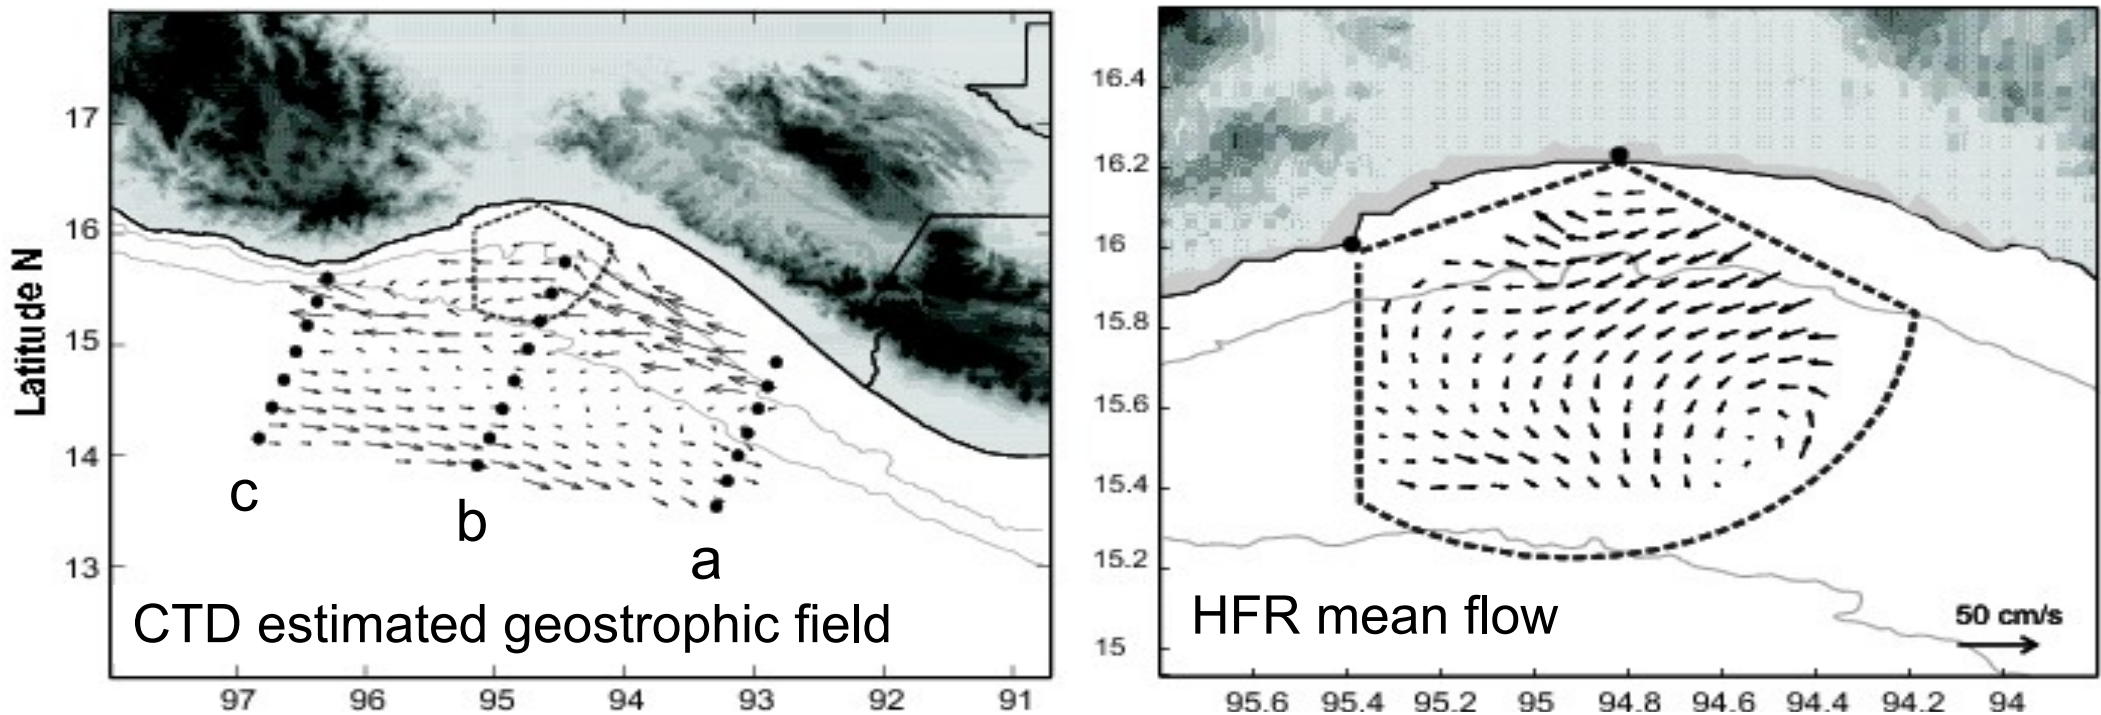 Latitude N
17
16
15
14
13
c
b
a
CTD estimated geostrophic field
97 96 95 94 93 92 91
16.4
16.2
16
15.8
15.6
15.4
15.2
15
HFR mean flow
50 cm/s
95.6 95.4 95.2 95 94.8 94.6 94.4 94.2 94